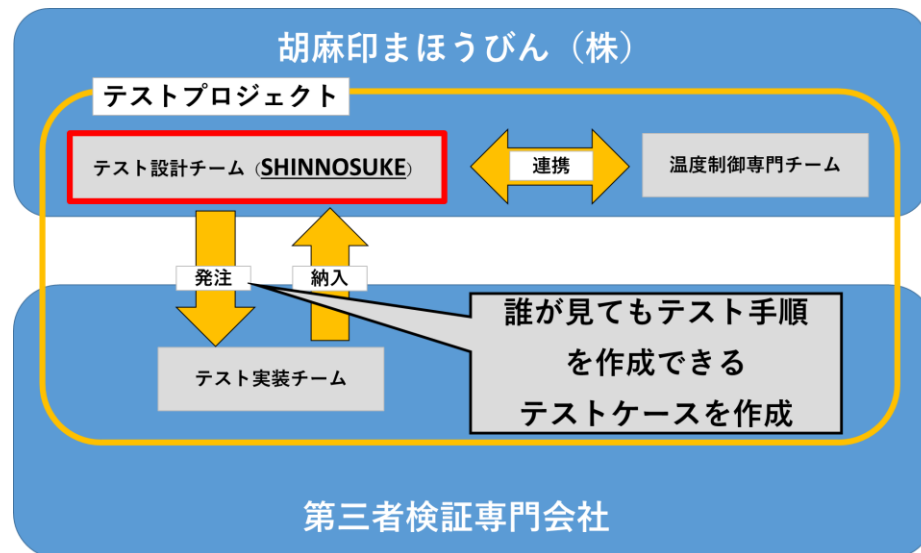 胡麻印まほうびん（株）
テストプロジェクト
テスト設計チーム（SHINNOSUKE）
連携
温度制御専門チーム
発注
納入
誰が見てもテスト手順
を作成できる
テストケースを作成
テスト実装チーム
第三者検証専門会社